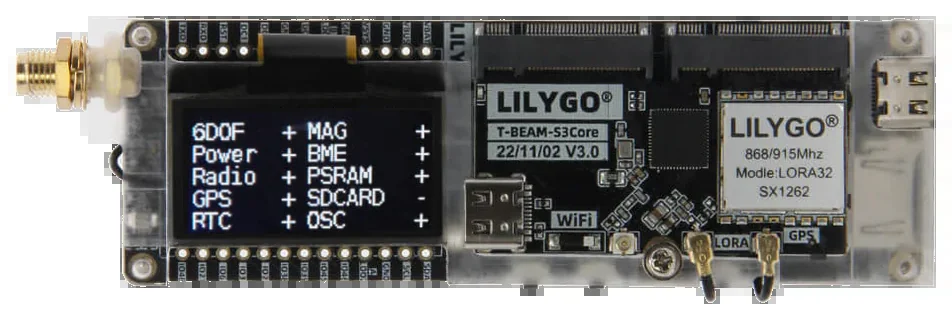 6DOF + MAG +
Power + BME +
Radio + PSRAM +
GPS + SDCARD -
RTC + OSC +
LILYGO
LILYGO®
T-BEAM-S3Core
22/11/02 V3.0
WiFi
LILYGO®
868/915Mhz
Modle:LORA32
SX1262
LORA
GPS